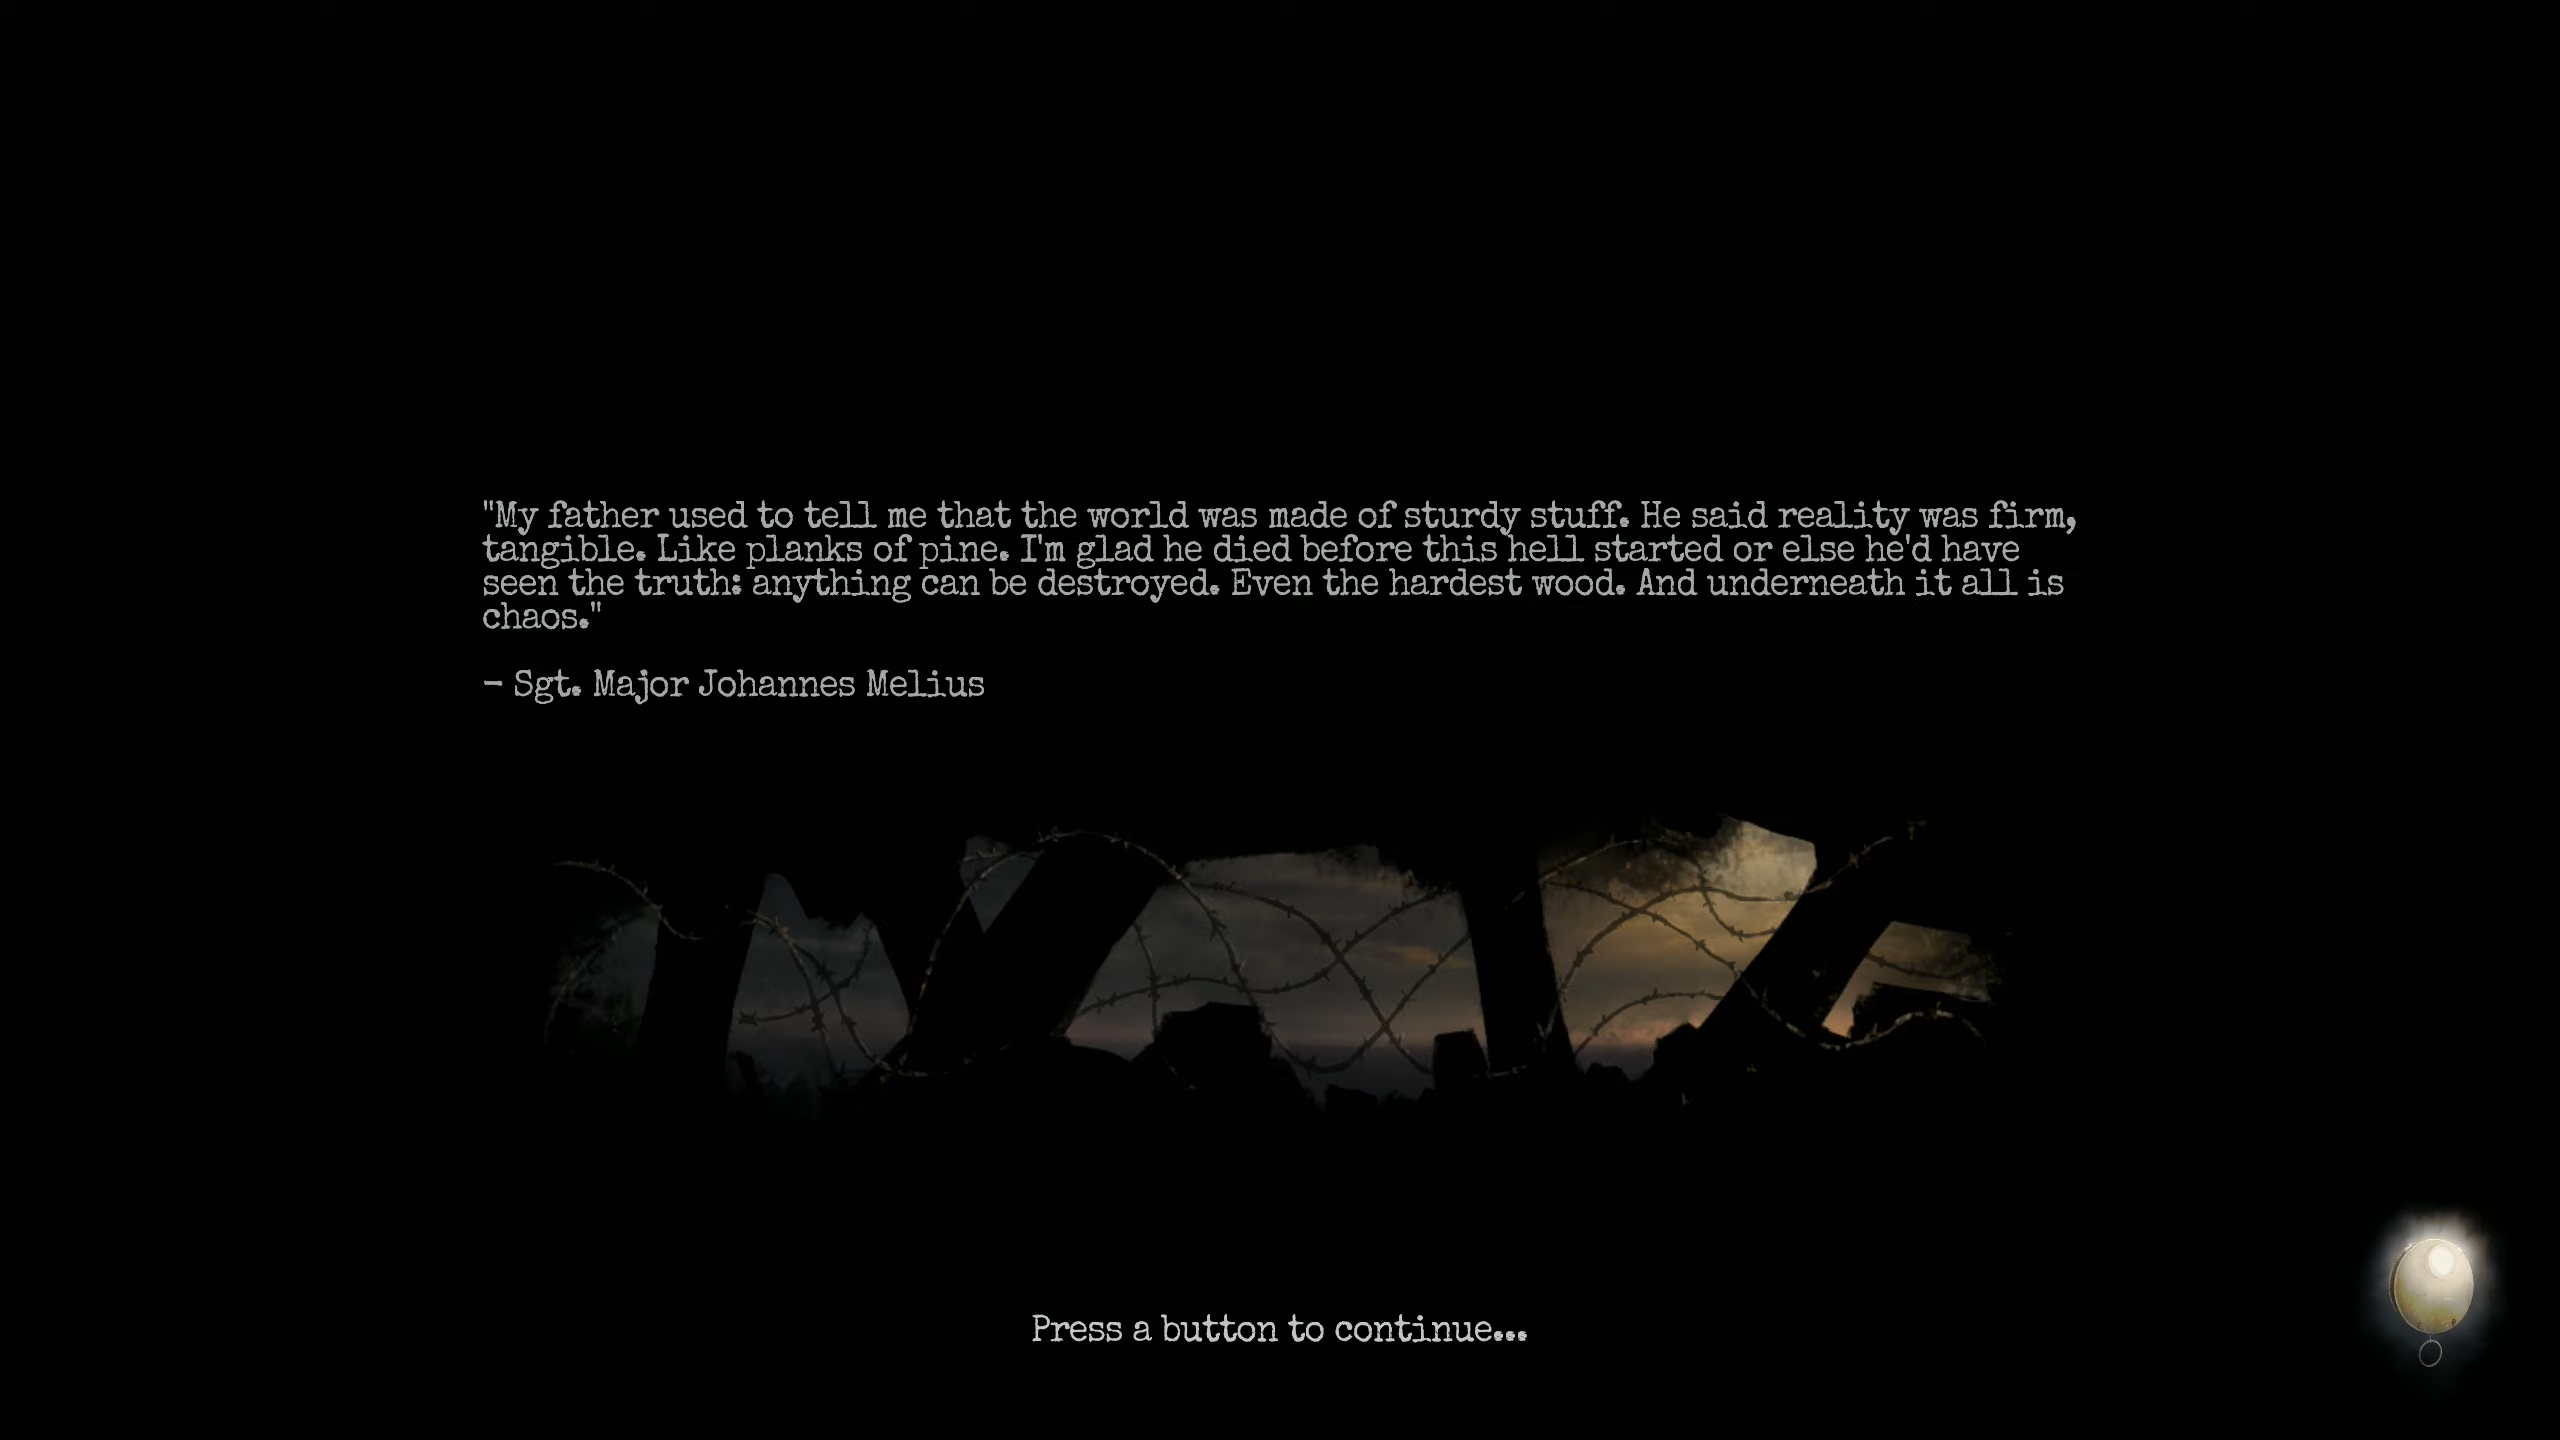 "My father used to tell me that the world was made of sturdy stuff. He said reality was firm,
tangible. Like planks of pine. I'm glad he died before this hell started or else he'd have
seen the truth: anything can be destroyed. Even the hardest wood. And underneath it all is
chaos."
- Sgt. Major Johannes Melius
Press a button to continue...